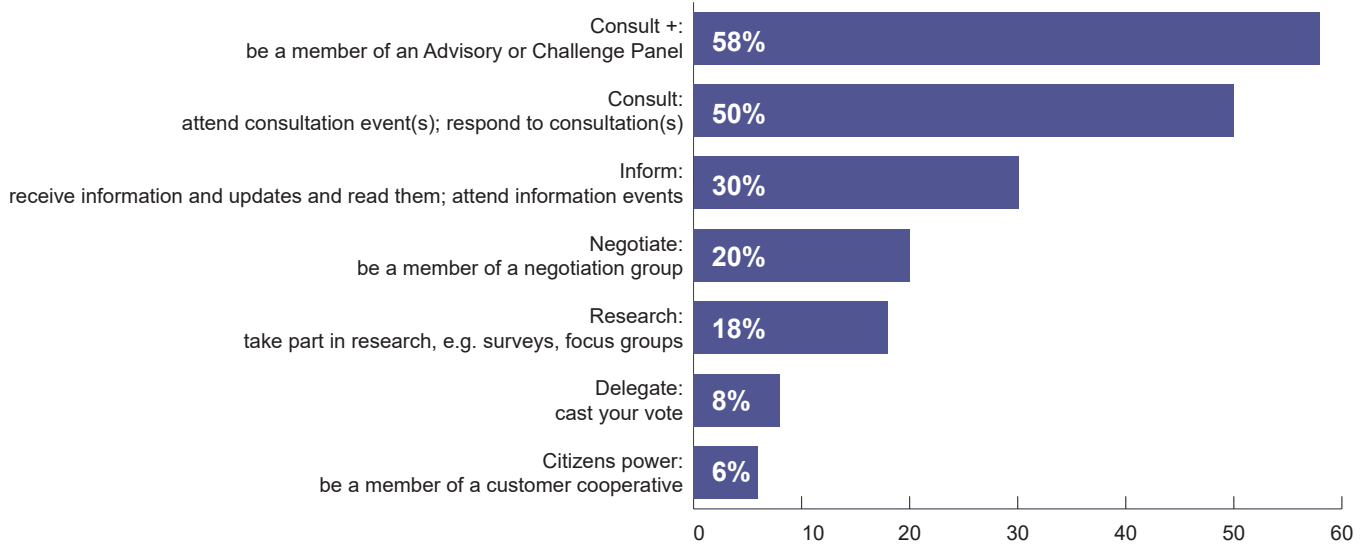 Consult +:
be a member of an Advisory or Challenge Panel
58%
Consult:
attend consultation event(s); respond to consultation(s)
50%
Inform:
receive information and updates and read them; attend information events
30%
Negotiate:
be a member of a negotiation group
20%
Research:
take part in research, e.g. surveys, focus groups
18%
Delegate:
cast your vote
8%
Citizens power:
be a member of a customer cooperative
6%
0 10 20 30 40 50 60